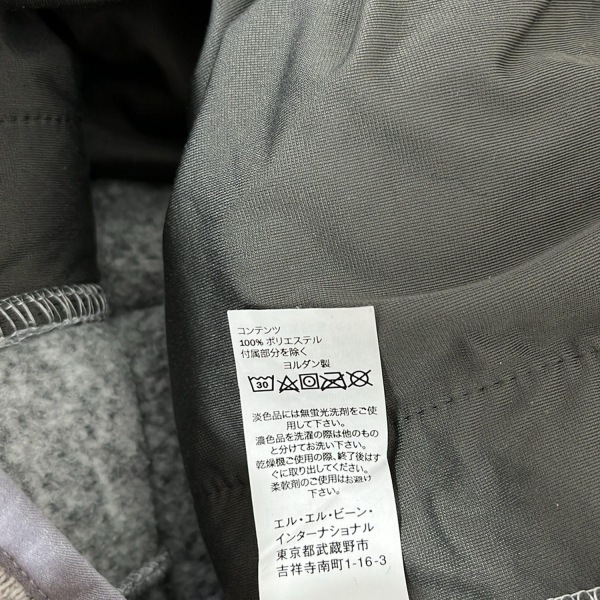 コンテンツ
100% ポリエステル
付属部分を除く
ヨルダン製
30
淡色品には無蛍光洗剤をご使
用して下さい。
濃色品を洗濯の際は他のもの
と分けてお洗い下さい。
乾燥機ご使用の際、終了後はす
ぐに取り出してください。
柔軟剤のご使用はお避け
下さい。
エル・エル・ビーン・
インターナショナル
東京都武蔵野市
吉祥寺南町1-16-3